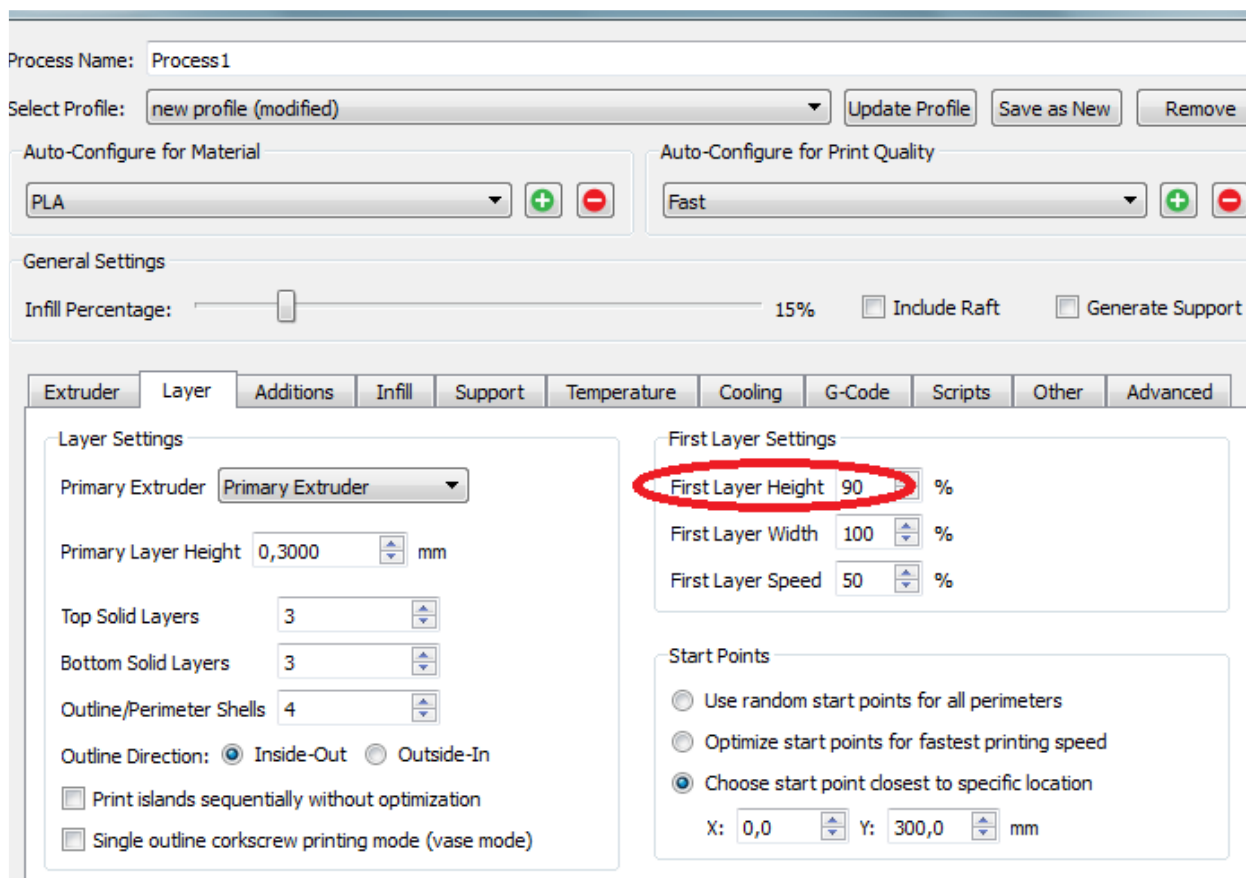 Process Name: Process1
Select Profile: new profile (modified) Update Profile Save as New Remove
Auto-Configure for Material
PLA
Auto-Configure for Print Quality
Fast
General Settings
Infill Percentage: 15% Include Raft Generate Support
Extruder Layer Additions Infill Support Temperature Cooling G-Code Scripts Other Advanced
Layer Settings
Primary Extruder Primary Extruder
Primary Layer Height 0,3000 mm
Top Solid Layers 3
Bottom Solid Layers 3
Outline/Perimeter Shells 4
Outline Direction: Inside-Out Outside-In
Print islands sequentially without optimization
Single outline corkscrew printing mode (vase mode)
First Layer Settings
First Layer Height 90 %
First Layer Width 100 %
First Layer Speed 50 %
Start Points
Use random start points for all perimeters
Optimize start points for fastest printing speed
Choose start point closest to specific location
X: 0,0 Y: 300,0 mm